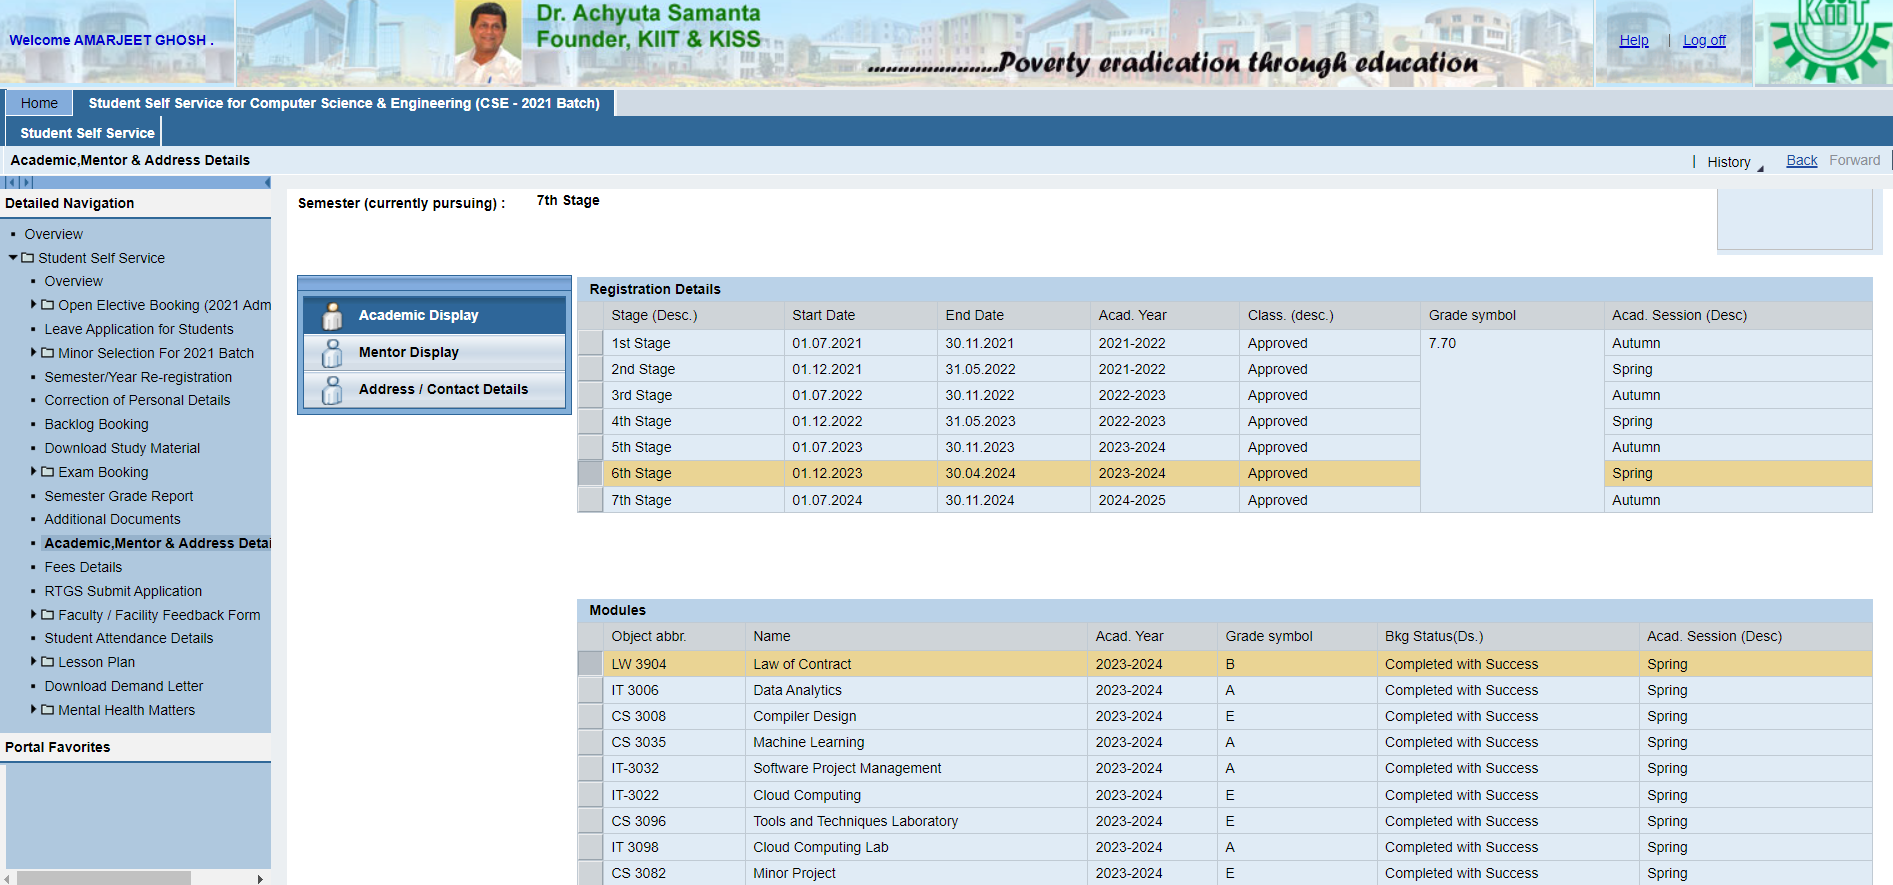 Welcome AMARJEET GHOSH .
Dr. Achyuta Samanta
Founder, KIIT & KISS
.....................Poverty eradication through education
Help | Log off
KIIT
Home Student Self Service for Computer Science & Engineering (CSE - 2021 Batch)
Student Self Service
Academic,Mentor & Address Details
History Back Forward
Detailed Navigation
Overview
Student Self Service
Overview
Open Elective Booking (2021 Adm
Leave Application for Students
Minor Selection For 2021 Batch
Semester/Year Re-registration
Correction of Personal Details
Backlog Booking
Download Study Material
Exam Booking
Semester Grade Report
Additional Documents
Academic,Mentor & Address Detai
Fees Details
RTGS Submit Application
Faculty / Facility Feedback Form
Student Attendance Details
Lesson Plan
Download Demand Letter
Mental Health Matters
Portal Favorites
Semester (currently pursuing) : 7th Stage
Academic Display
Mentor Display
Address / Contact Details
Registration Details
Stage (Desc.) Start Date End Date Acad. Year Class. (desc.) Grade symbol Acad. Session (Desc)
1st Stage 01.07.2021 30.11.2021 2021-2022 Approved 7.70 Autumn
2nd Stage 01.12.2021 31.05.2022 2021-2022 Approved Spring
3rd Stage 01.07.2022 30.11.2022 2022-2023 Approved Autumn
4th Stage 01.12.2022 31.05.2023 2022-2023 Approved Spring
5th Stage 01.07.2023 30.11.2023 2023-2024 Approved Autumn
6th Stage 01.12.2023 30.04.2024 2023-2024 Approved Spring
7th Stage 01.07.2024 30.11.2024 2024-2025 Approved Autumn
Modules
Object abbr. Name Acad. Year Grade symbol Bkg Status(Ds.) Acad. Session (Desc)
LW 3904 Law of Contract 2023-2024 B Completed with Success Spring
IT 3006 Data Analytics 2023-2024 A Completed with Success Spring
CS 3008 Compiler Design 2023-2024 E Completed with Success Spring
CS 3035 Machine Learning 2023-2024 A Completed with Success Spring
IT-3032 Software Project Management 2023-2024 A Completed with Success Spring
IT-3022 Cloud Computing 2023-2024 E Completed with Success Spring
CS 3096 Tools and Techniques Laboratory 2023-2024 E Completed with Success Spring
IT 3098 Cloud Computing Lab 2023-2024 A Completed with Success Spring
CS 3082 Minor Project 2023-2024 E Completed with Success Spring